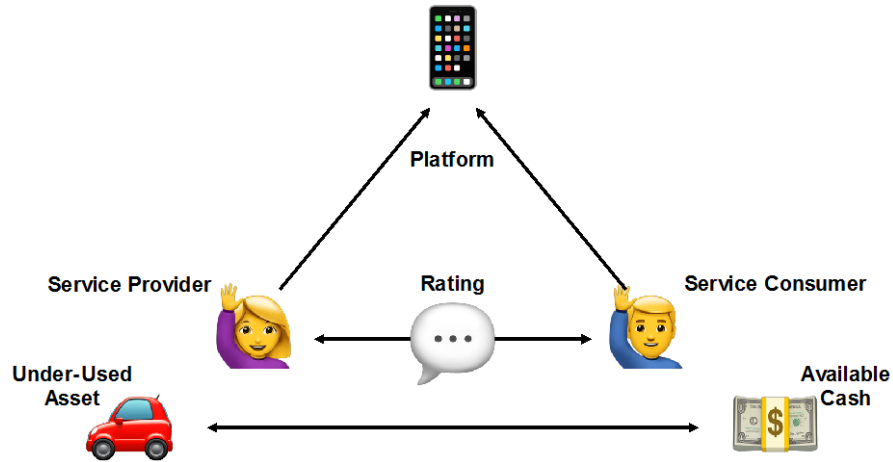 Platform
Service Provider
Rating
Service Consumer
Under-Used
Asset
Available
Cash
$